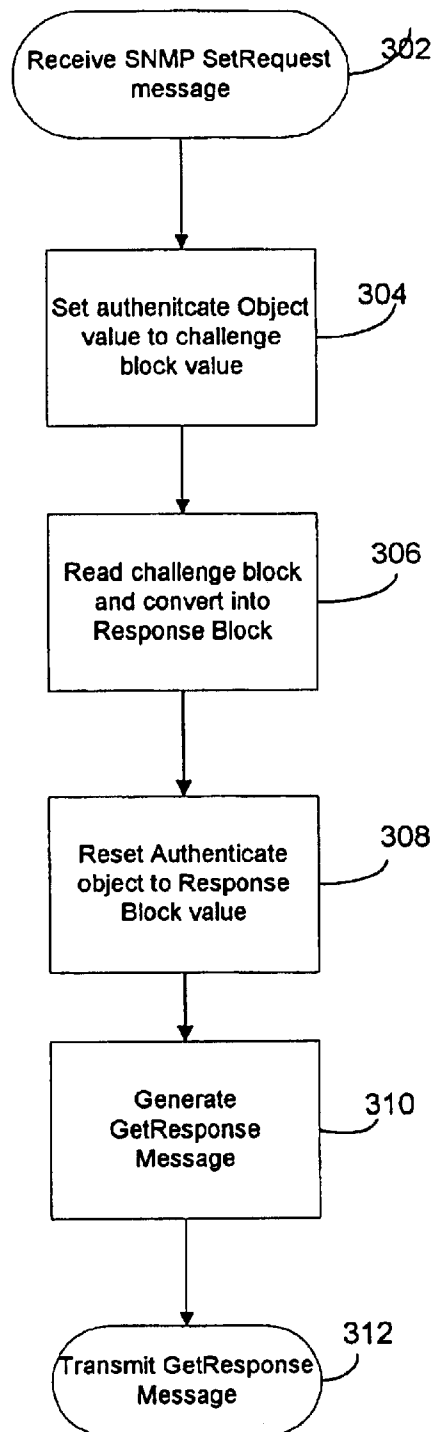 Receive SNMP SetRequest
message
302
Set authenitcate Object
value to challenge
block value
304
Read challenge block
and convert into
Response Block
306
Reset Authenticate
object to Response
Block value
308
Generate
GetResponse
Message
310
Transmit GetResponse
Message
312